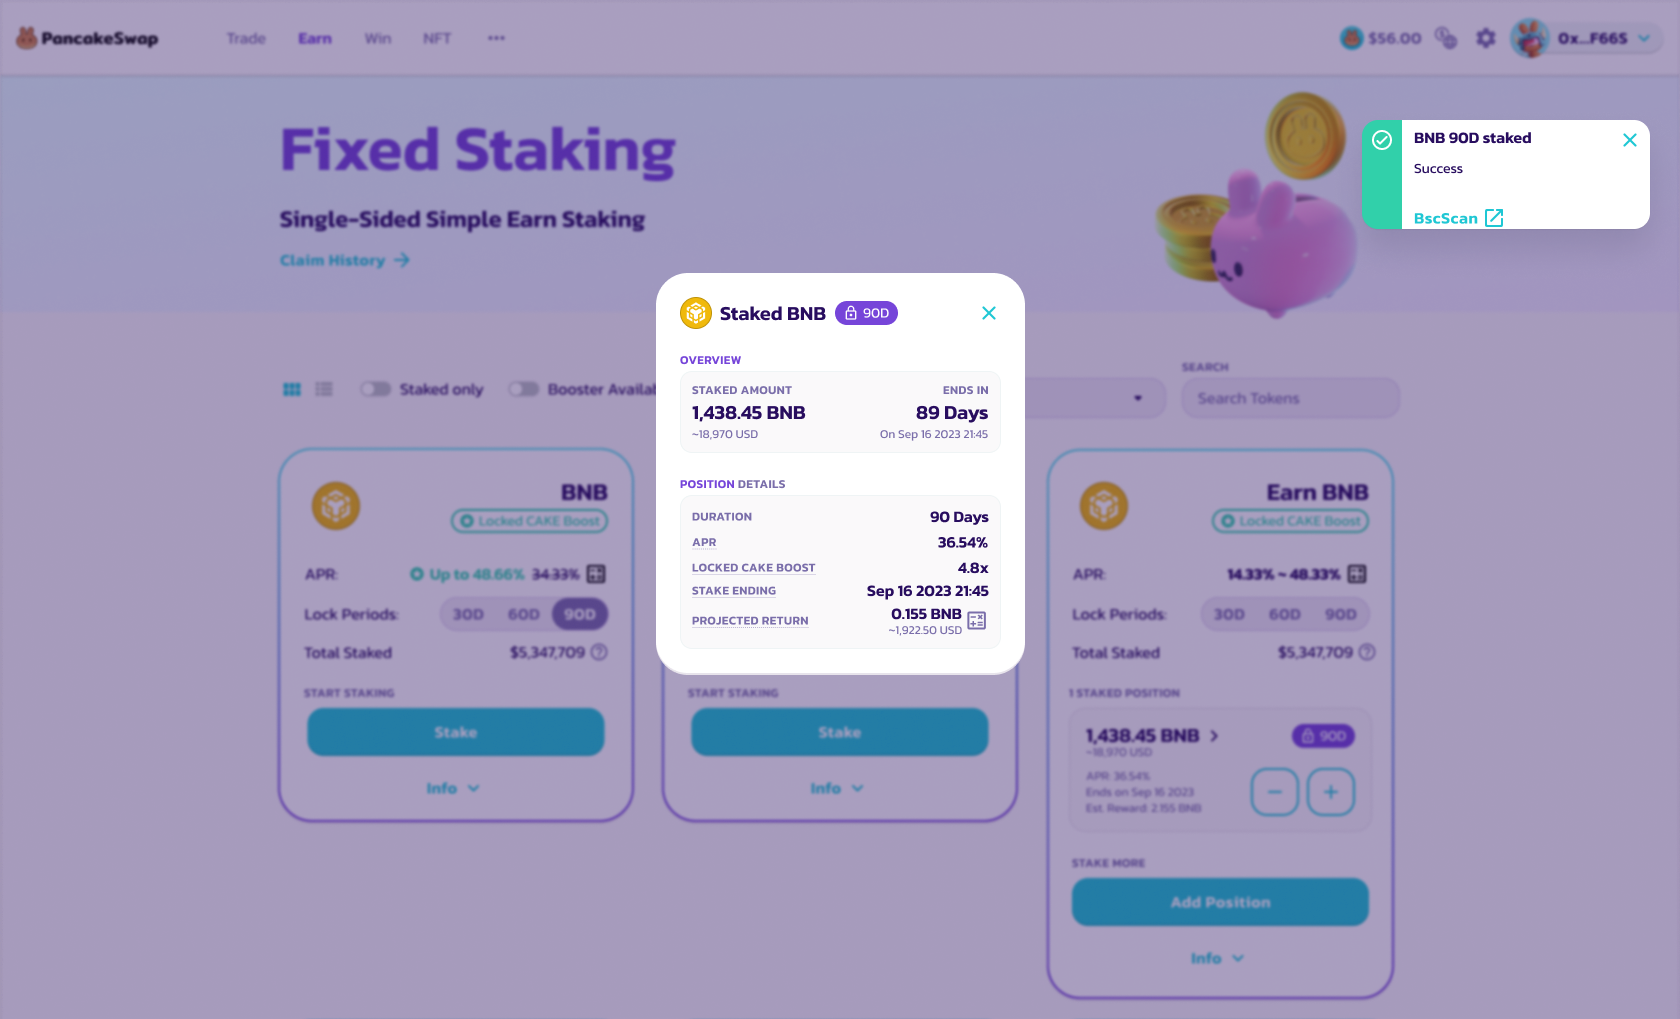 PancakeSwap Trade Earn Win NFT $56.00 0x...F665
Fixed Staking
Single-Sided Simple Earn Staking
Claim History
BNB 90D staked
Success
BscScan
Staked only Booster Availab
SEARCH
Search Tokens
Staked BNB 90D
OVERVIEW
STAKED AMOUNT ENDS IN
1,438.45 BNB 89 Days
~18,970 USD On Sep 16 2023 21:45
POSITION DETAILS
DURATION 90 Days
APR 36.54%
LOCKED CAKE BOOST 4.8x
STAKE ENDING Sep 16 2023 21:45
PROJECTED RETURN 0.155 BNB
~1,922.50 USD
BNB
Locked CAKE Boost
APR: Up to 48.66% 34.33%
Lock Periods: 30D 60D 90D
Total Staked $5,347,709
START STAKING
Stake
Info
START STAKING
Stake
Info
Earn BNB
Locked CAKE Boost
APR: 14.33% ~ 48.33%
Lock Periods: 30D 60D 90D
Total Staked $5,347,709
1 STAKED POSITION
1,438.45 BNB 90D
~18,970 USD
APR: 36.54%
Ends on Sep 16 2023
Est. Reward: 2.155 BNB
STAKE MORE
Add Position
Info